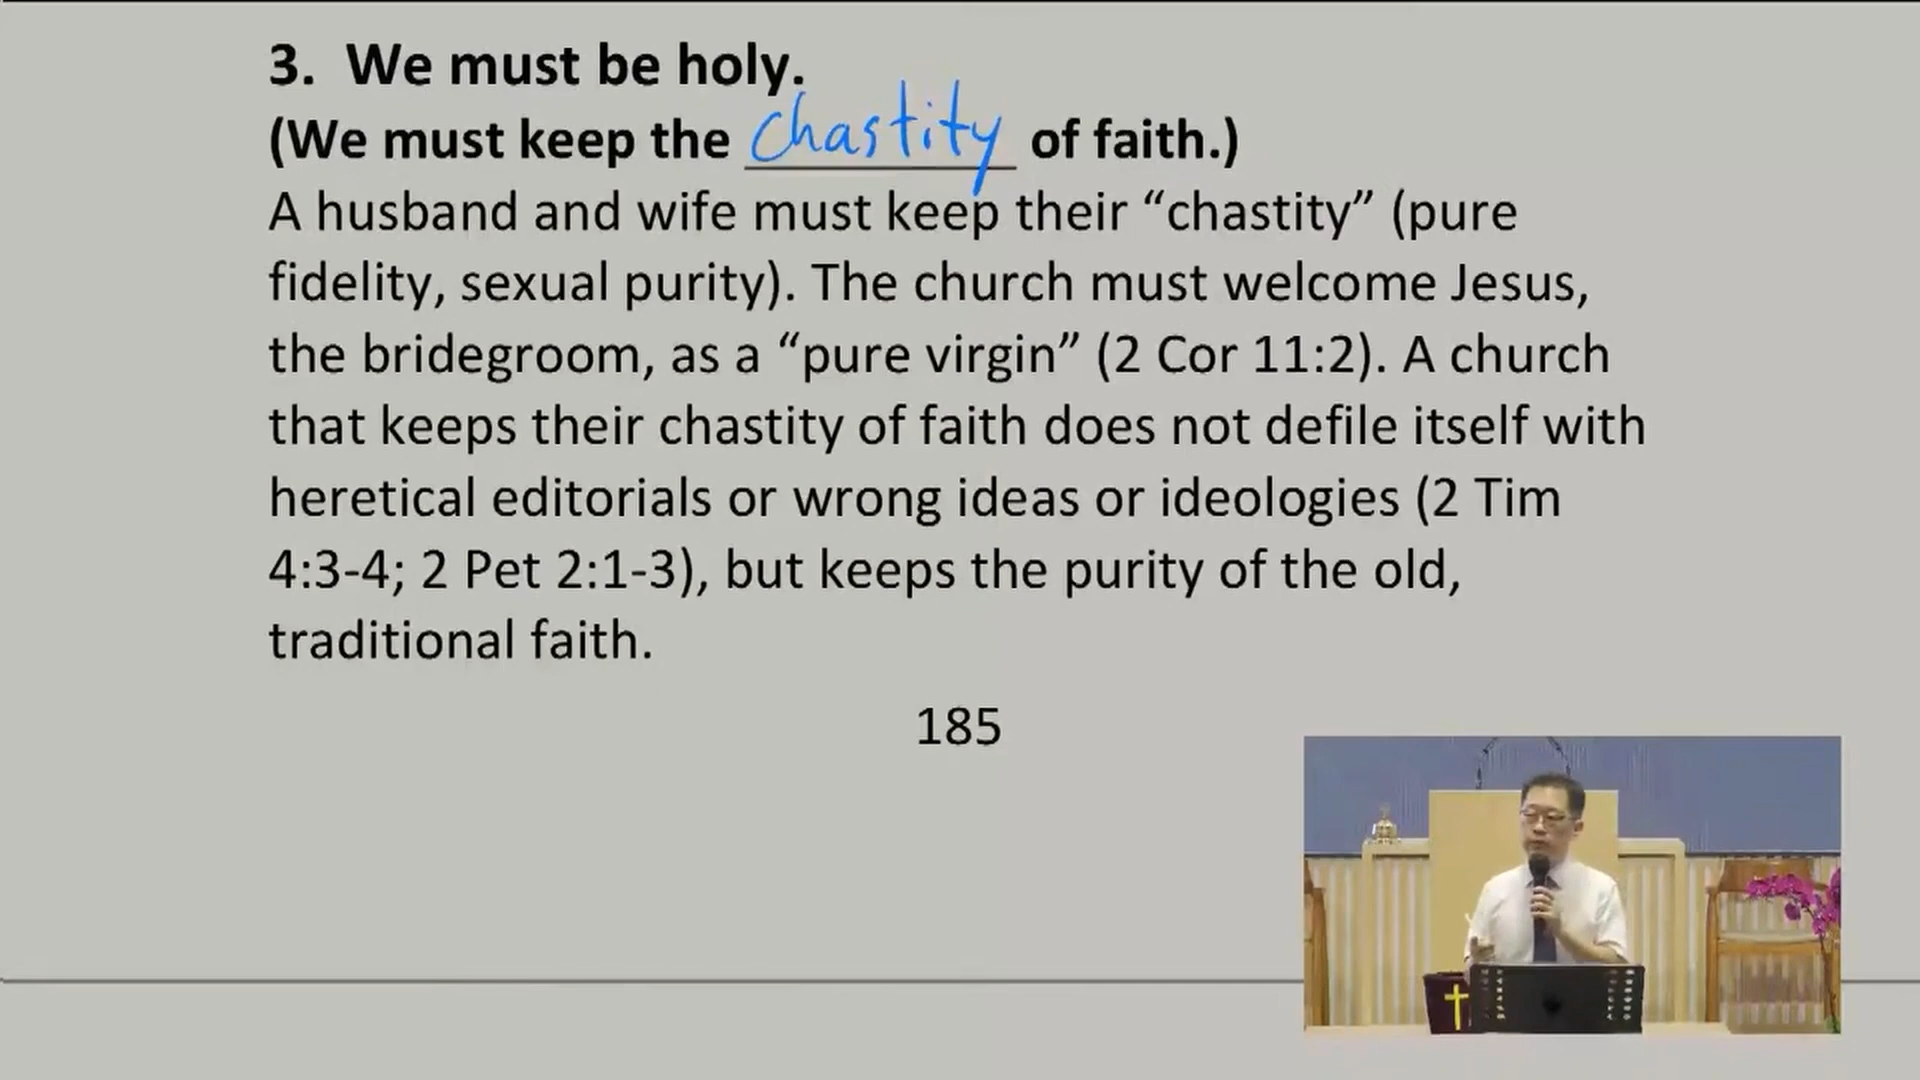 3. We must be holy.
(We must keep the chastity of faith.)
A husband and wife must keep their “chastity” (pure
fidelity, sexual purity). The church must welcome Jesus,
the bridegroom, as a “pure virgin” (2 Cor 11:2). A church
that keeps their chastity of faith does not defile itself with
heretical editorials or wrong ideas or ideologies (2 Tim
4:3-4; 2 Pet 2:1-3), but keeps the purity of the old,
traditional faith.
185